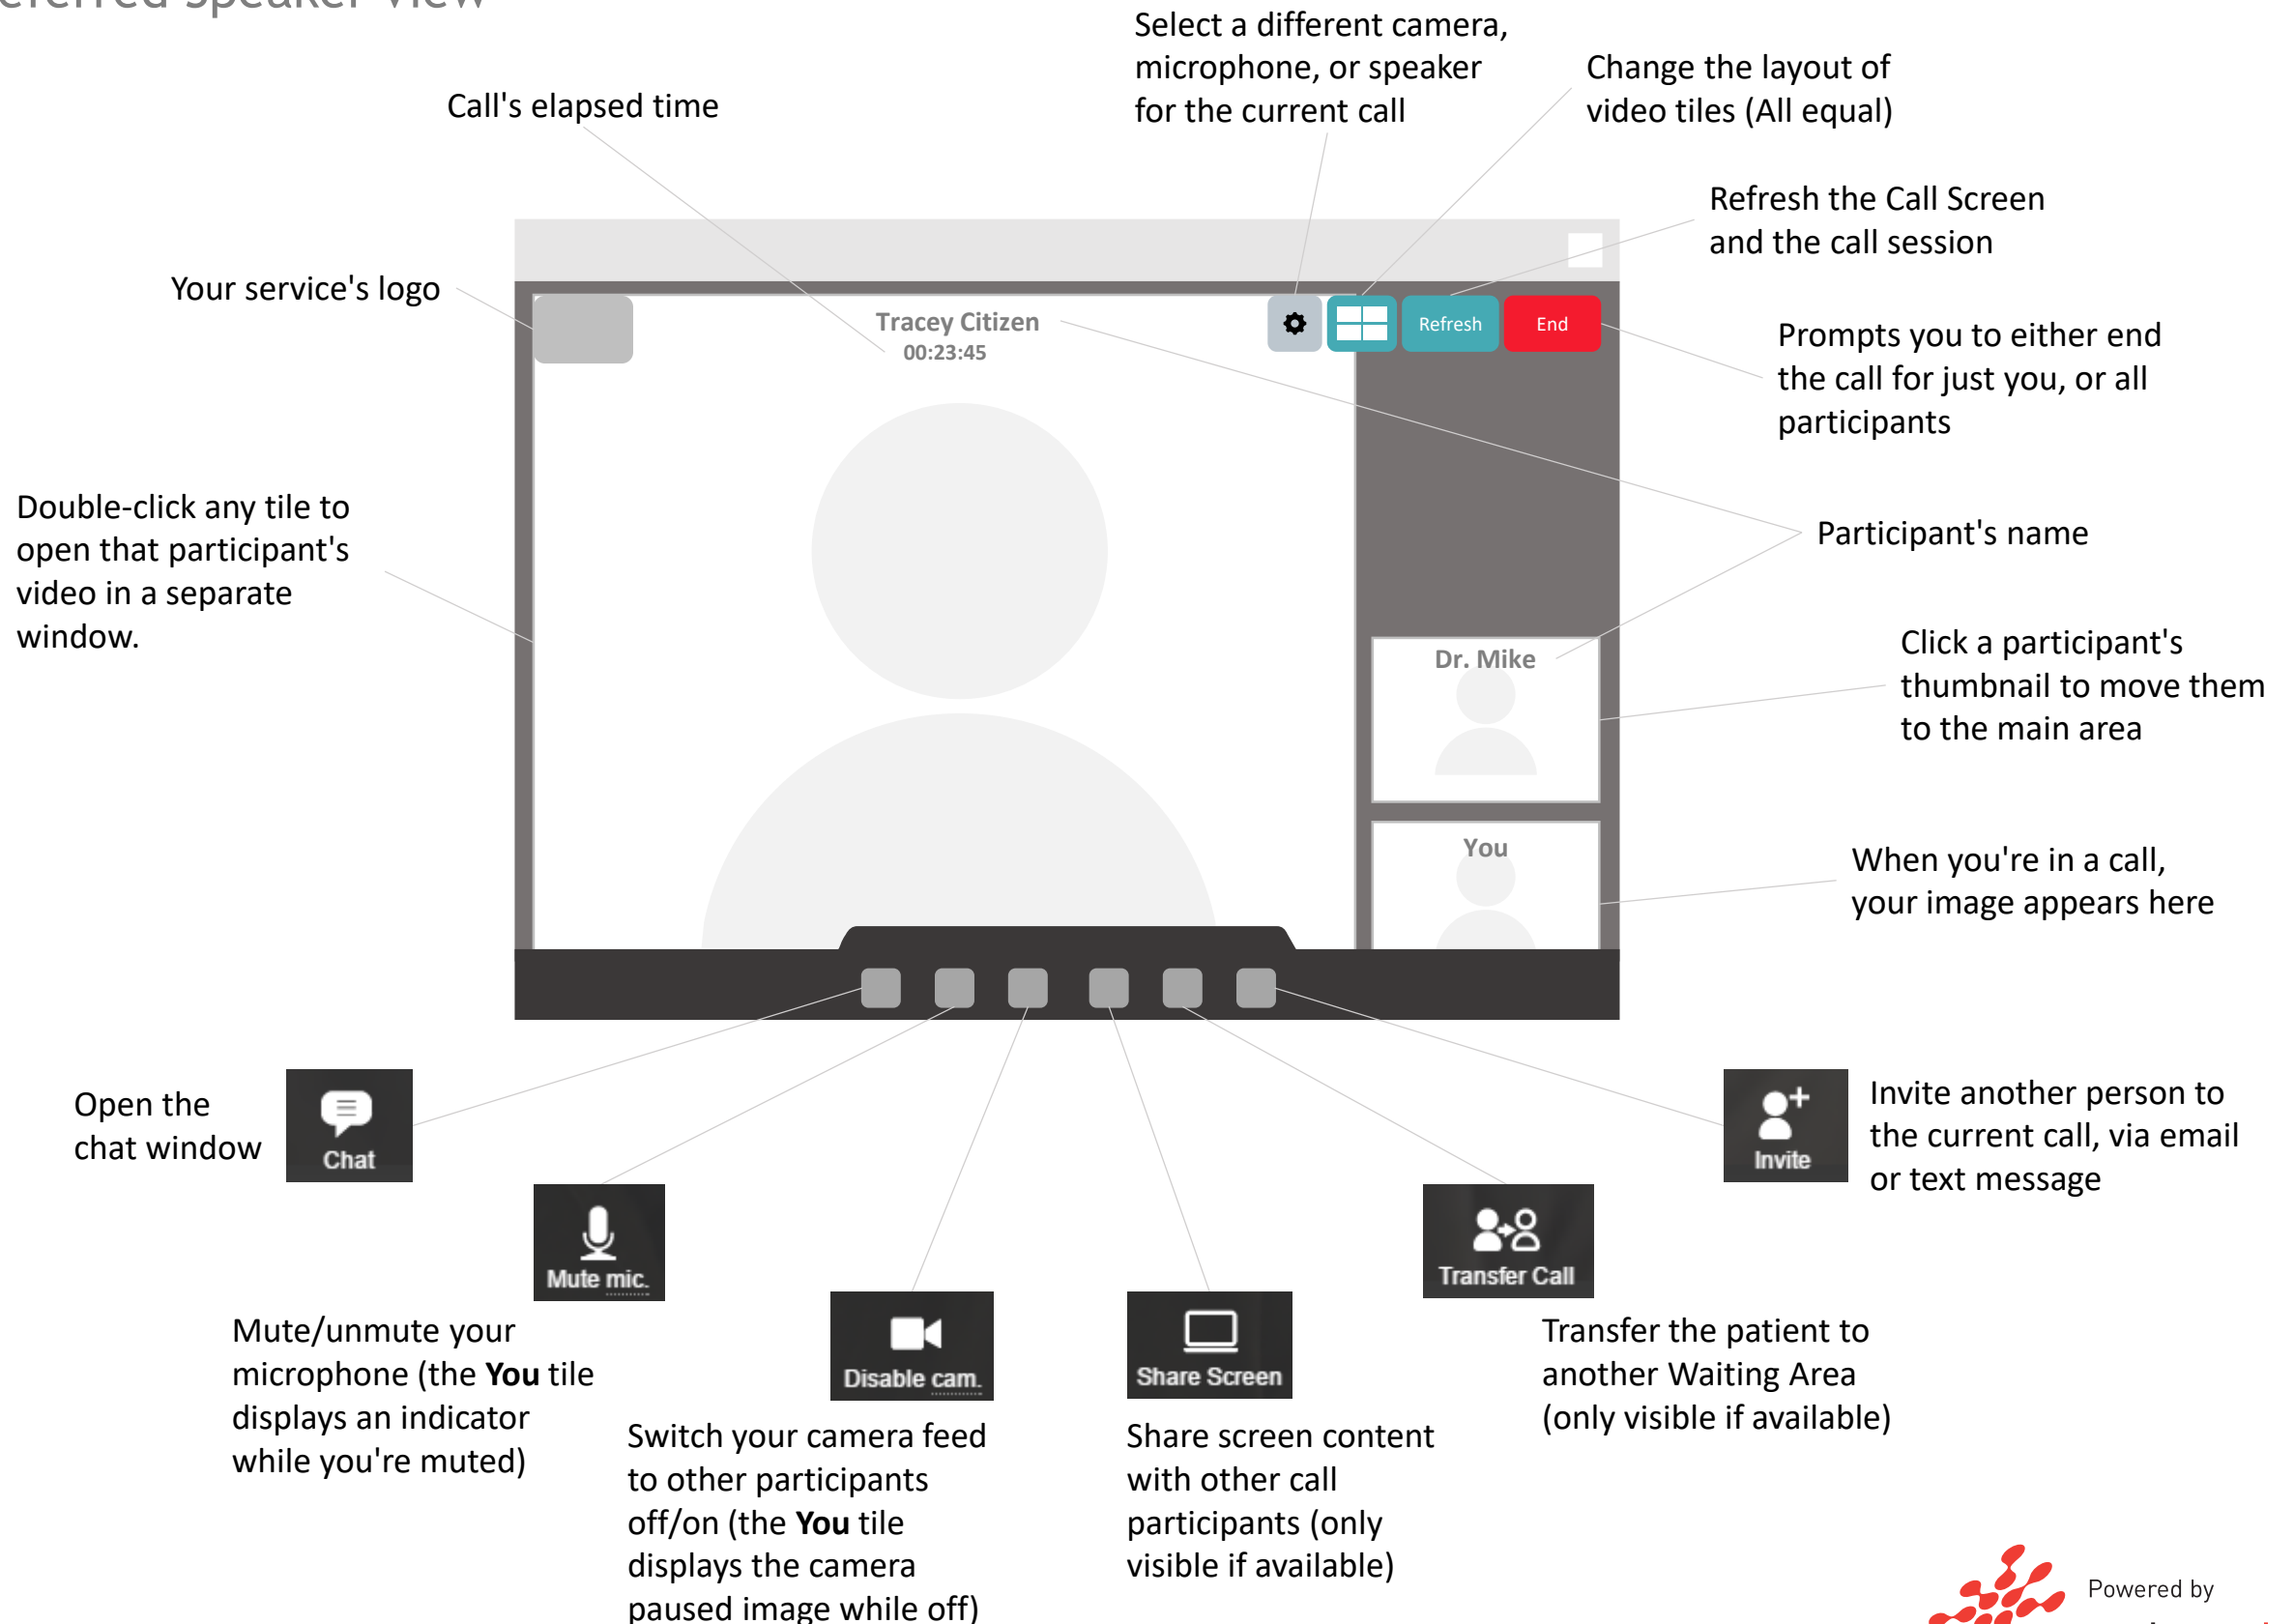 Speaker view
Select a different camera,
microphone, or speaker
for the current call
Change the layout of
video tiles (All equal)
Call's elapsed time
Refresh the Call Screen
and the call session
Your service's logo
Tracey Citizen
00:23:45
Refresh
End
Prompts you to either end
the call for just you, or all
participants
Double-click any tile to
open that participant's
video in a separate
window.
Participant's name
Dr. Mike
Click a participant's
thumbnail to move them
to the main area
You
When you're in a call,
your image appears here
Open the
chat window
Chat
Invite
Invite another person to
the current call, via email
or text message
Mute mic.
Transfer Call
Mute/unmute your
microphone (the You tile
displays an indicator
while you're muted)
Disable cam.
Share Screen
Transfer the patient to
another Waiting Area
(only visible if available)
Switch your camera feed
to other participants
off/on (the You tile
displays the camera
paused image while off)
Share screen content
with other call
participants (only
visible if available)
Powered by